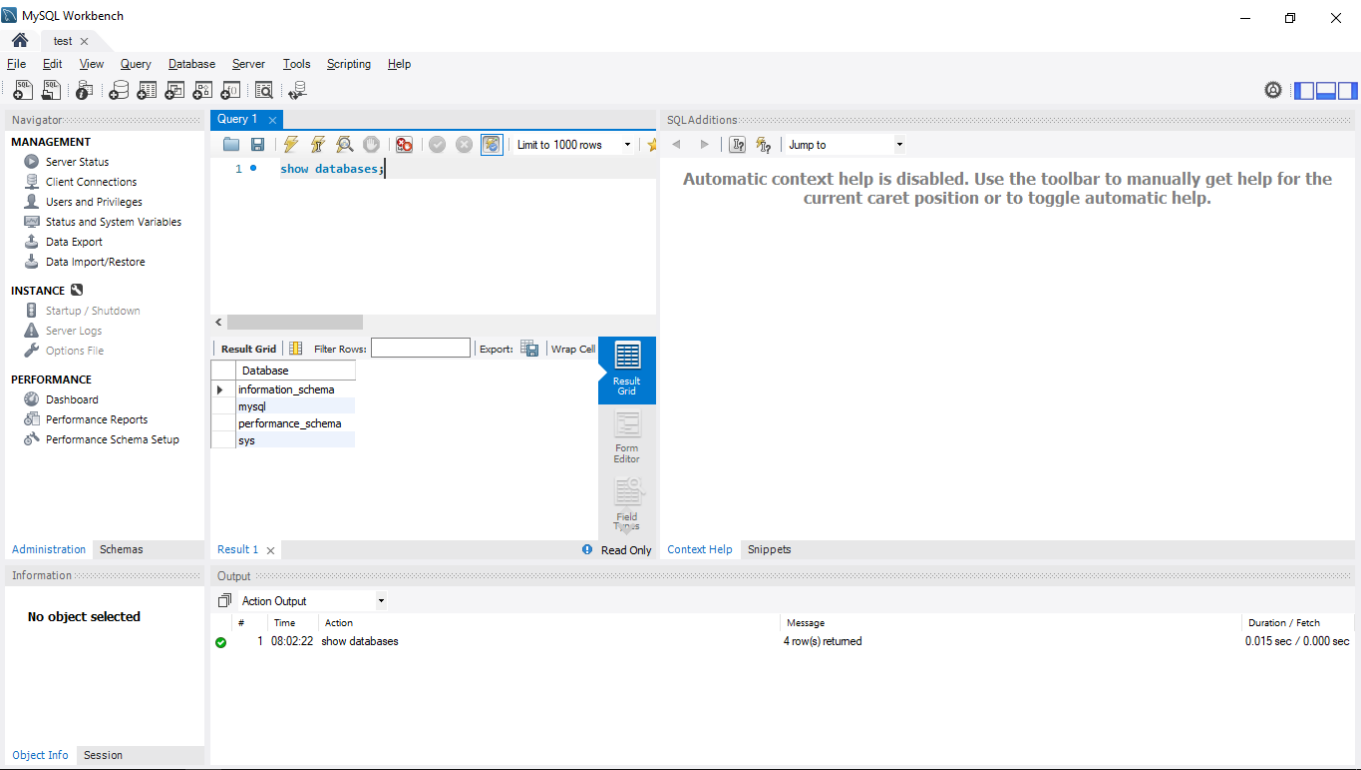 MySQL Workbench
test
File Edit View Query Database Server Tools Scripting Help
Navigator
MANAGEMENT
Server Status
Client Connections
Users and Privileges
Status and System Variables
Data Export
Data Import/Restore
INSTANCE
Startup / Shutdown
Server Logs
Options File
PERFORMANCE
Dashboard
Performance Reports
Performance Schema Setup
Administration Schemas
Query 1
Limit to 1000 rows
1 show databases;
Result Grid Filter Rows: Export: Wrap Cell
Database
information_schema
mysql
performance_schema
sys
Result
Grid
Form
Editor
Field
Types
Result 1 Read Only
SQLAdditions
Jump to
Automatic context help is disabled. Use the toolbar to manually get help for the
current caret position or to toggle automatic help.
Context Help Snippets
Information
No object selected
Object Info Session
Output
Action Output
# Time Action Message Duration / Fetch
1 08:02:22 show databases 4 row(s) returned 0.015 sec / 0.000 sec